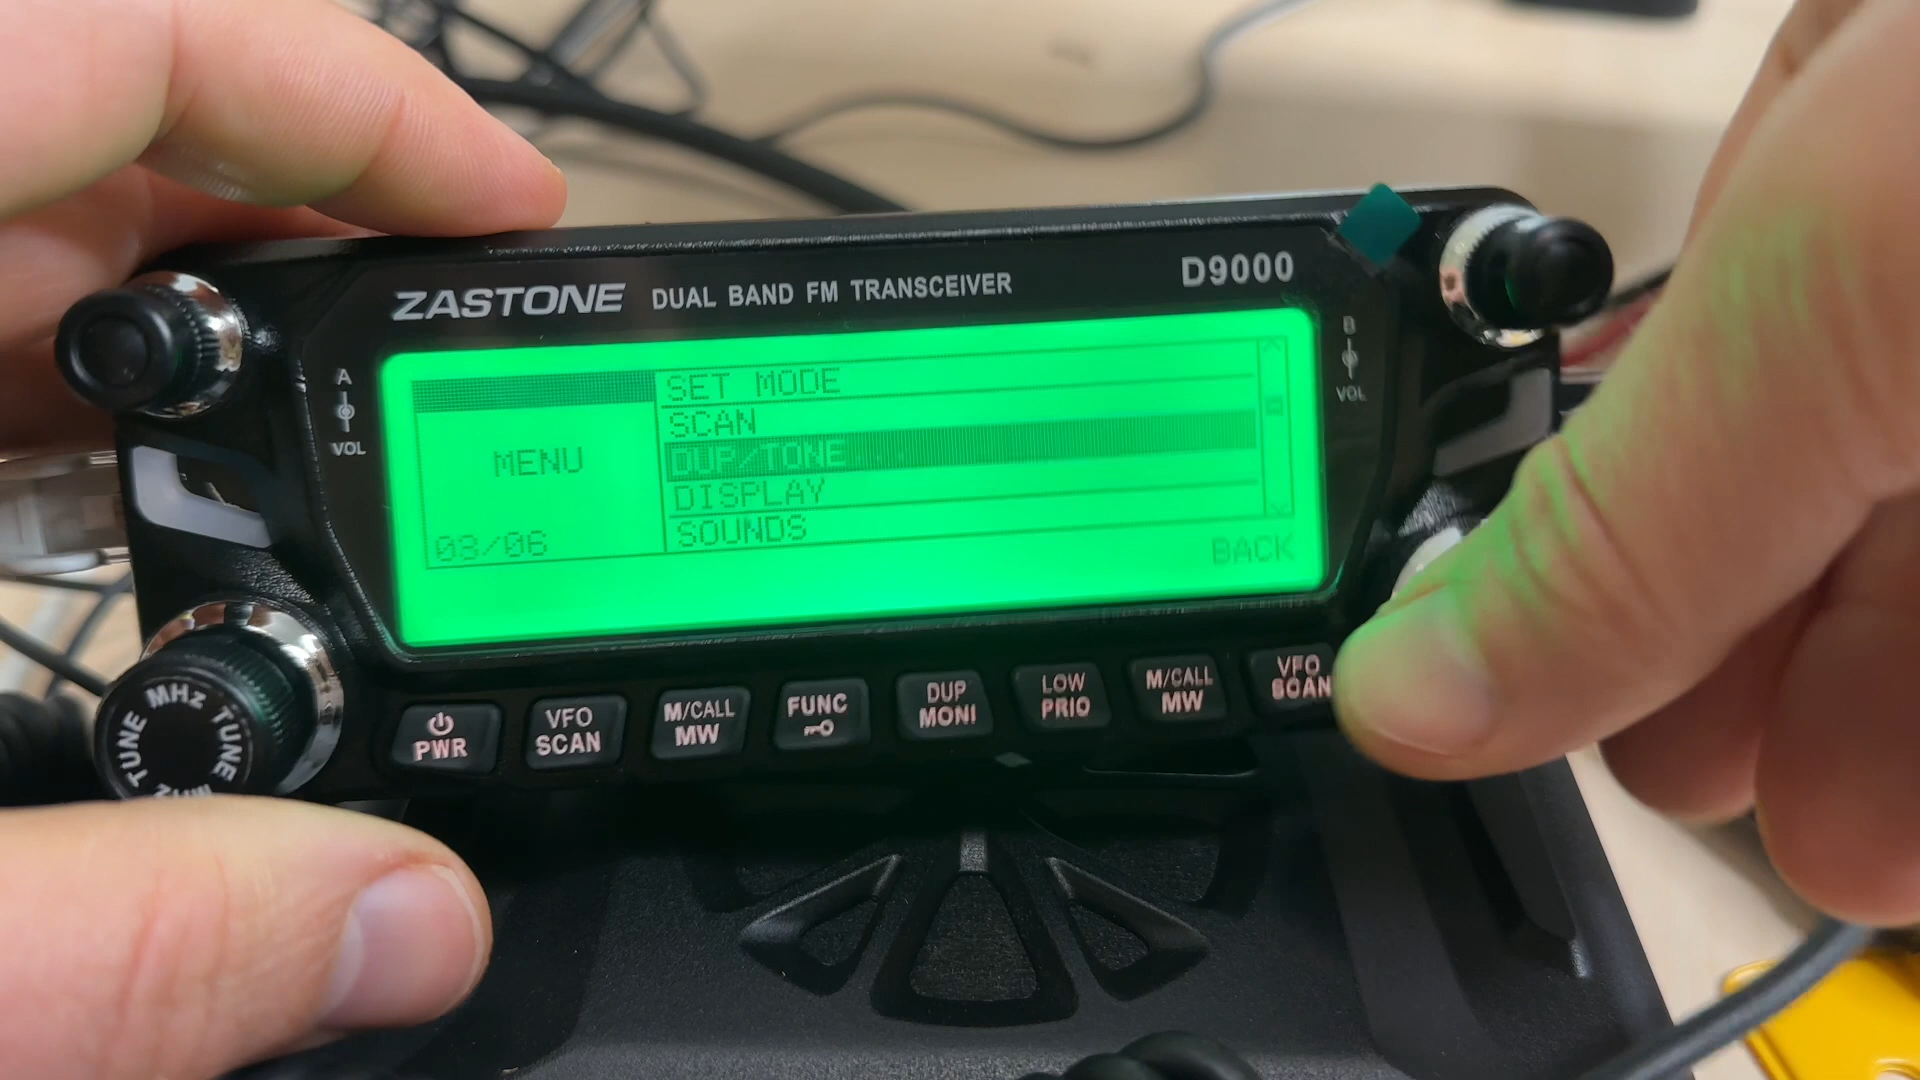 ZASTONE DUAL BAND FM TRANSCEIVER D9000
A
VOL
B
VOL
SET MODE
SCAN
MENU
DUP/TONE
DISPLAY
03/06
SOUNDS
BACK
MHz TUNE MHz TUNE
PWR
VFO
SCAN
M/CALL
MW
FUNC
DUP
MONI
LOW
PRIO
M/CALL
MW
VFO
SCAN